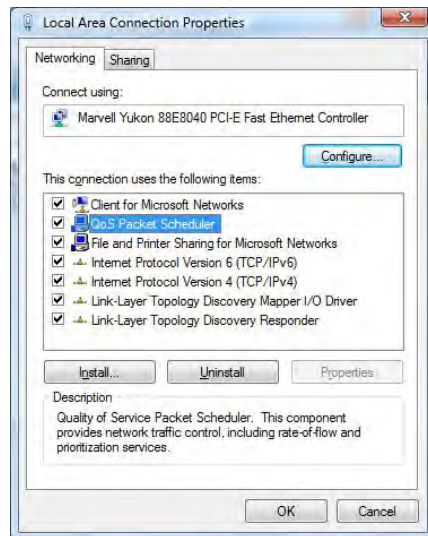 Local Area Connection Properties
Networking Sharing
Connect using:
Marvell Yukon 88E8040 PCI-E Fast Ethernet Controller
Configure...
This connection uses the following items:
Client for Microsoft Networks
QoS Packet Scheduler
File and Printer Sharing for Microsoft Networks
Internet Protocol Version 6 (TCP/IPv6)
Internet Protocol Version 4 (TCP/IPv4)
Link-Layer Topology Discovery Mapper I/O Driver
Link-Layer Topology Discovery Responder
Install... Uninstall Properties
Description
Quality of Service Packet Scheduler. This component
provides network traffic control, including rate-of-flow and
prioritization services.
OK Cancel